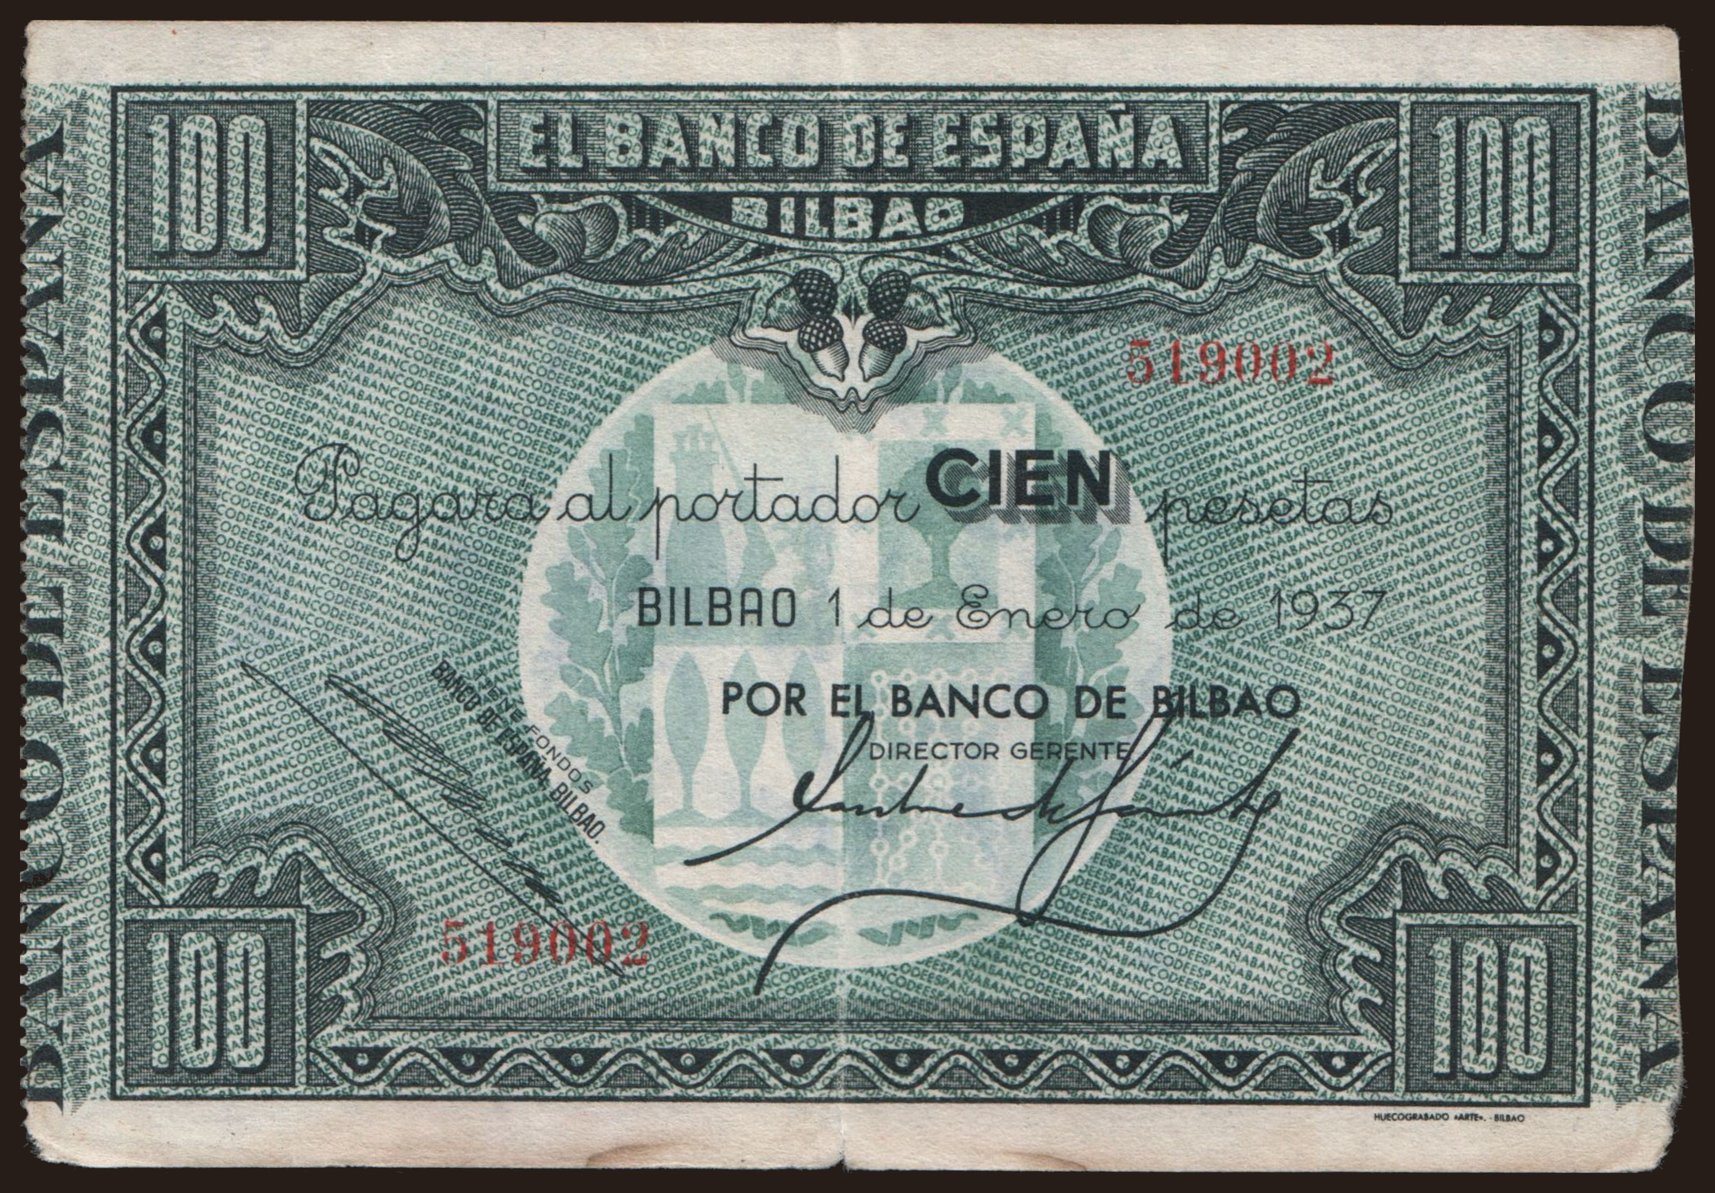 100
EL BANCO DE ESPAÑA
100
BILBAO
519002
Pagara al portador CIEN pesetas
BILBAO 1 de Enero de 1937
POR EL BANCO DE BILBAO
DIRECTOR GERENTE
FONDOS
BANCO DE ESPAÑA. BILBAO.
519002
100
100
BANCO DE ESPAÑA
BANCO DE ESPAÑA
HUECOGRABADO «ARTE». - BILBAO